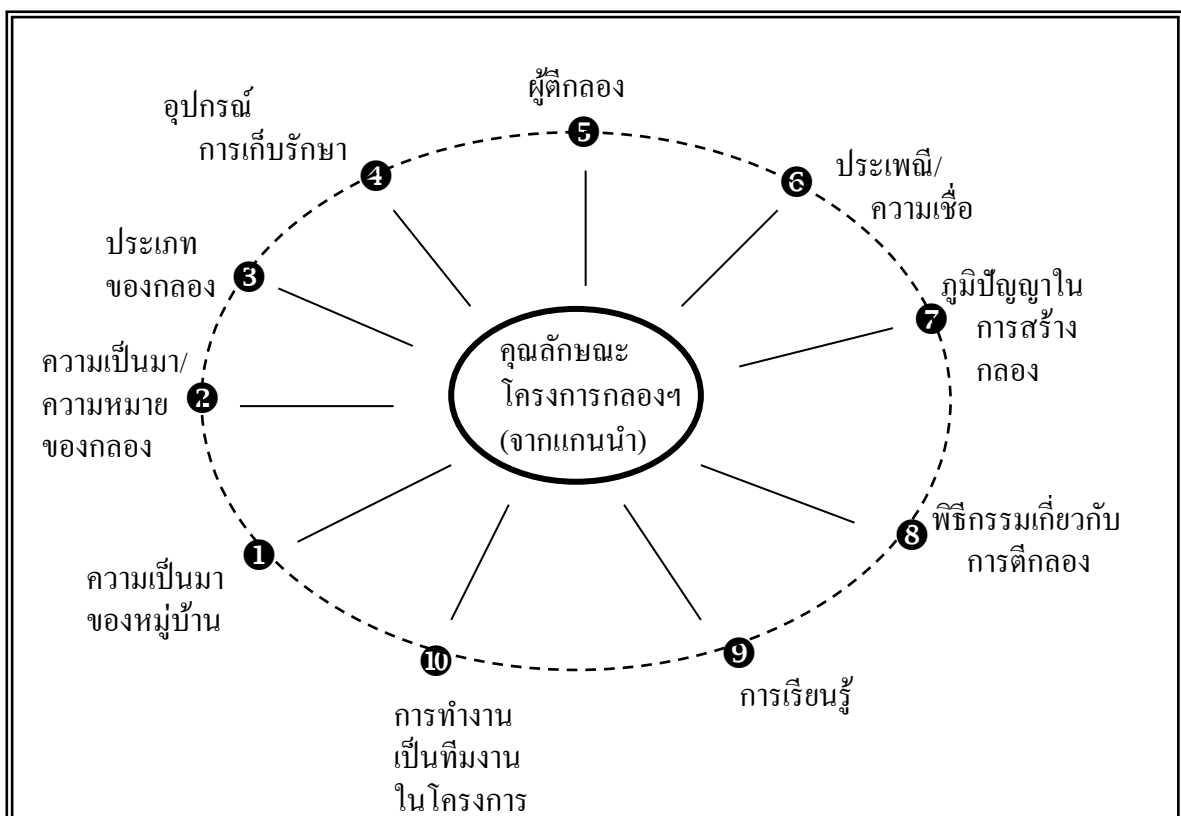 ผู้ตีกลอง
❺
อุปกรณ์
การเก็บรักษา
❹
❻
ประเพณี/
ความเชื่อ
ประเภท
ของกลอง
❸
ภูมิปัญญาใน
การสร้าง
กลอง
❼
คุณลักษณะ
โครงการกลองฯ
(จากแกนนำ)
ความเป็นมา/
ความหมาย
ของกลอง
❷
❽
พิธีกรรมเกี่ยวกับ
การตีกลอง
❶
ความเป็นมา
ของหมู่บ้าน
❾
การเรียนรู้
❿
การทำงาน
เป็นทีมงาน
ในโครงการ